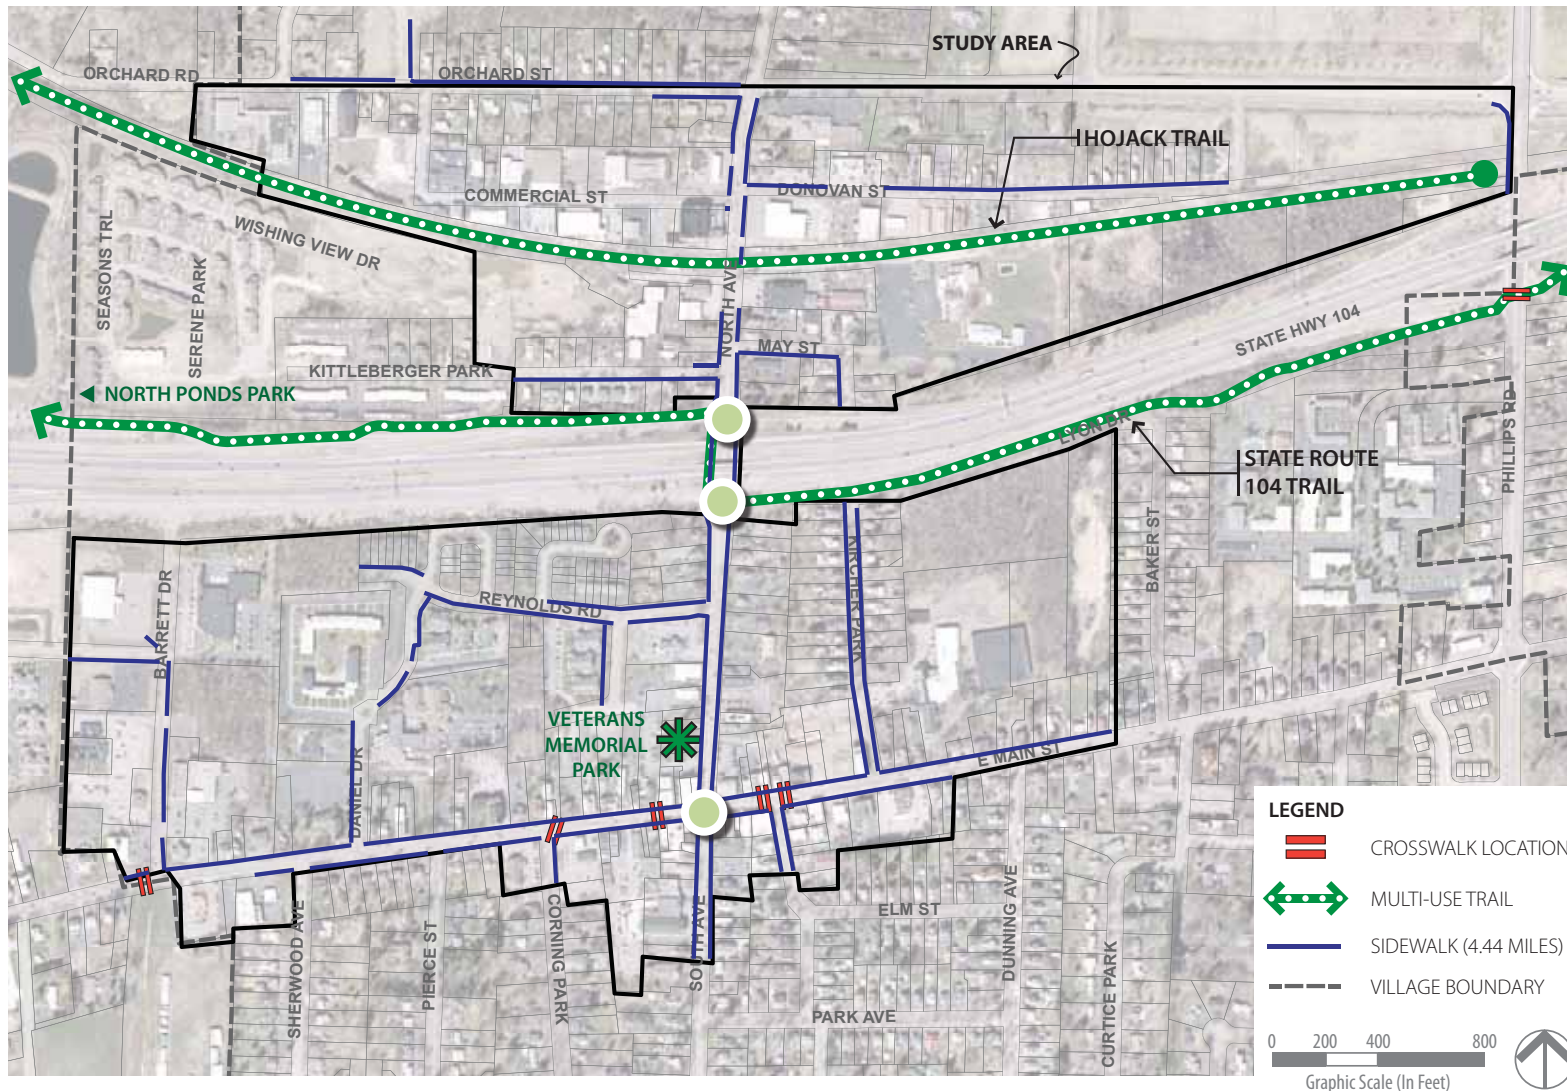 STUDY AREA
ORCHARD RD
ORCHARD ST
HOJACK TRAIL
COMMERCIAL ST
DONOVAN ST
WISHING VIEW DR
SEASONS TRL
SERENE PARK
NORTH AVE
STATE HWY 104
MAY ST
KITTLEBERGER PARK
NORTH PONDS PARK
LYON DR
PHILLIPS RD
STATE ROUTE
104 TRAIL
BAKER ST
KIRCHER PARK
BARRETT DR
REYNOLDS RD
VETERANS
MEMORIAL
PARK
DANIEL DR
E MAIN ST
SHERWOOD AVE
PIERCE ST
CORNING PARK
SOUTH AVE
ELM ST
DUNNING AVE
CURTICE PARK
PARK AVE
LEGEND
CROSSWALK LOCATION
MULTI-USE TRAIL
SIDEWALK (4.44 MILES)
VILLAGE BOUNDARY
0 200 400 800
Graphic Scale (In Feet)